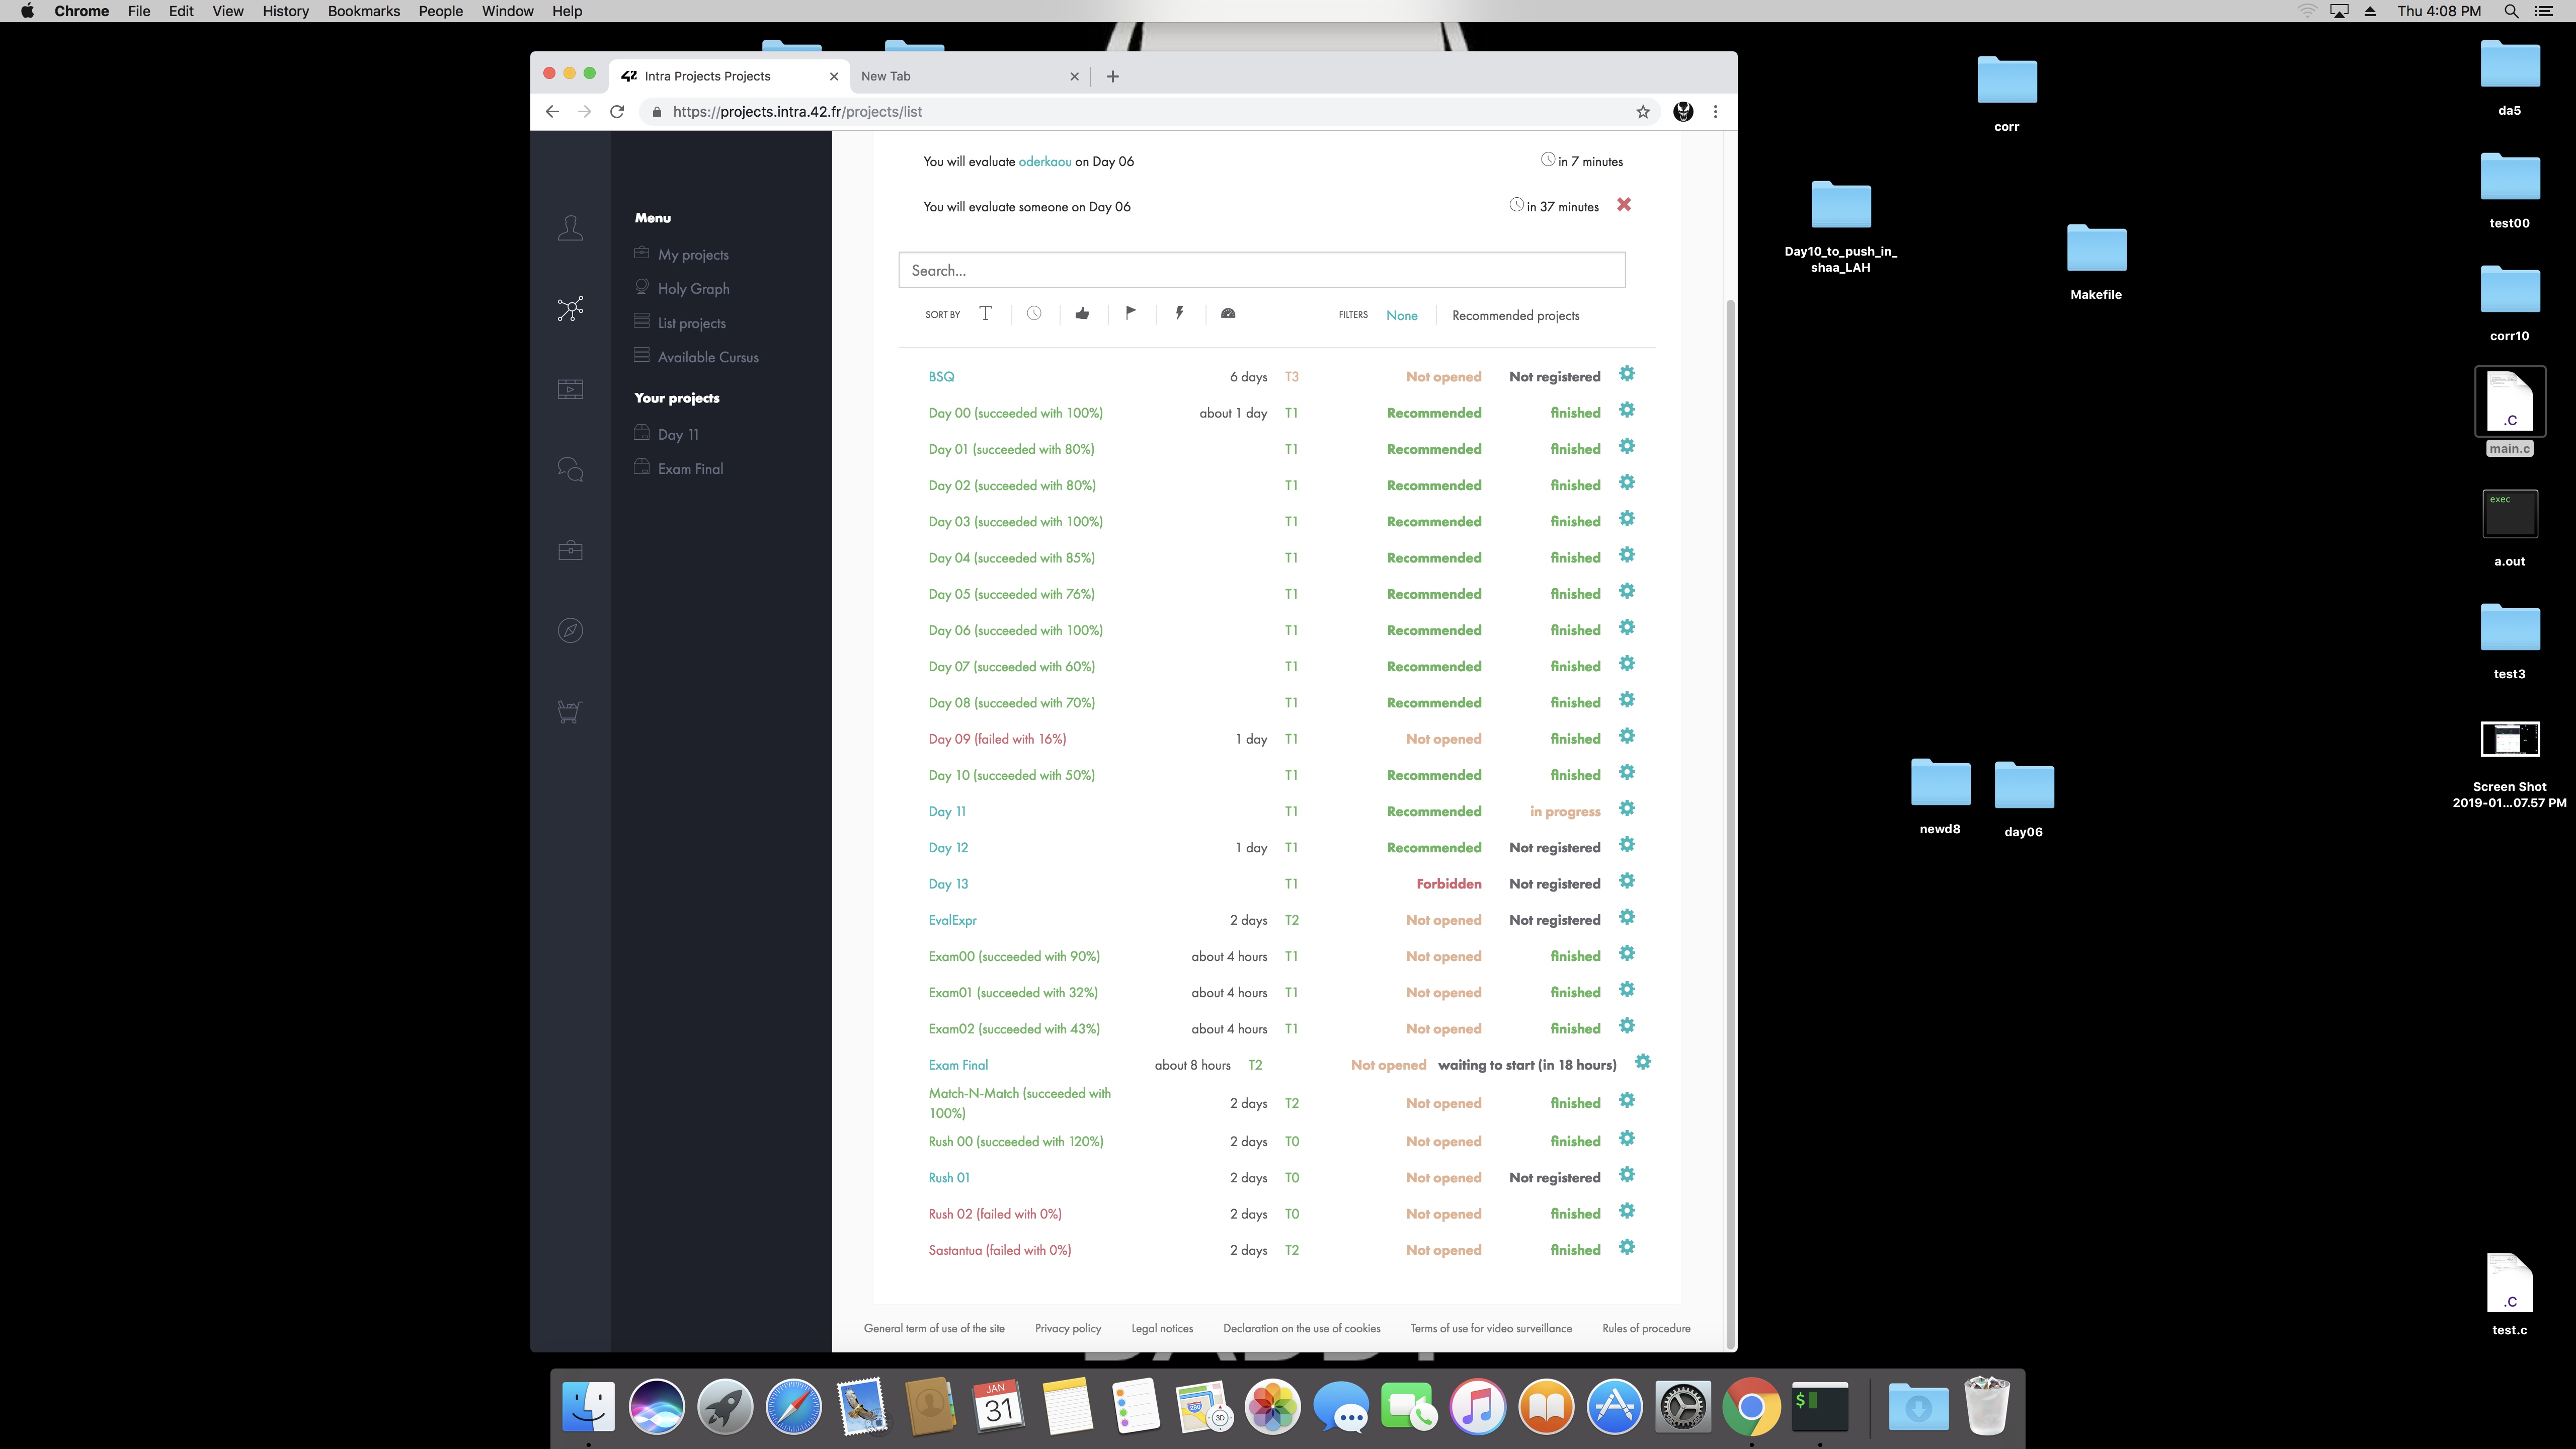 Chrome File Edit View History Bookmarks People Window Help
Thu 4:08 PM
42 Intra Projects Projects
New Tab
https://projects.intra.42.fr/projects/list
Menu
My projects
Holy Graph
List projects
Available Cursus
Your projects
Day 11
Exam Final
You will evaluate oderkaou on Day 06 in 7 minutes
You will evaluate someone on Day 06 in 37 minutes
Search...
SORT BY FILTERS None Recommended projects
BSQ 6 days T3 Not opened Not registered
Day 00 (succeeded with 100%) about 1 day T1 Recommended finished
Day 01 (succeeded with 80%) T1 Recommended finished
Day 02 (succeeded with 80%) T1 Recommended finished
Day 03 (succeeded with 100%) T1 Recommended finished
Day 04 (succeeded with 85%) T1 Recommended finished
Day 05 (succeeded with 76%) T1 Recommended finished
Day 06 (succeeded with 100%) T1 Recommended finished
Day 07 (succeeded with 60%) T1 Recommended finished
Day 08 (succeeded with 70%) T1 Recommended finished
Day 09 (failed with 16%) 1 day T1 Not opened finished
Day 10 (succeeded with 50%) T1 Recommended finished
Day 11 T1 Recommended in progress
Day 12 1 day T1 Recommended Not registered
Day 13 T1 Forbidden Not registered
EvalExpr 2 days T2 Not opened Not registered
Exam00 (succeeded with 90%) about 4 hours T1 Not opened finished
Exam01 (succeeded with 32%) about 4 hours T1 Not opened finished
Exam02 (succeeded with 43%) about 4 hours T1 Not opened finished
Exam Final about 8 hours T2 Not opened waiting to start (in 18 hours)
Match-N-Match (succeeded with
100%) 2 days T2 Not opened finished
Rush 00 (succeeded with 120%) 2 days T0 Not opened finished
Rush 01 2 days T0 Not opened Not registered
Rush 02 (failed with 0%) 2 days T0 Not opened finished
Sastantua (failed with 0%) 2 days T2 Not opened finished
General term of use of the site Privacy policy Legal notices Declaration on the use of cookies Terms of use for video surveillance Rules of procedure
corr
Day10_to_push_in_
shaa_LAH
Makefile
newd8
day06
da5
test00
corr10
.C
main.c
exec
a.out
test3
Screen Shot
2019-01...07.57 PM
.C
test.c
JAN
31
280
3D
$